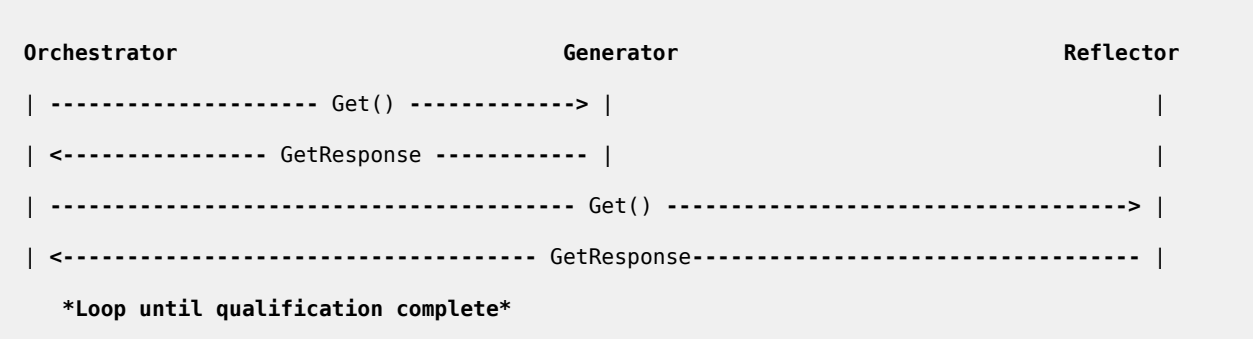 Orchestrator Generator Reflector
| --------------------- Get() -------------> | |
| <---------------- GetResponse ------------ | |
| ----------------------------------------- Get() ------------------------------------> | 
| <------------------------------------- GetResponse----------------------------------- |
*Loop until qualification complete*